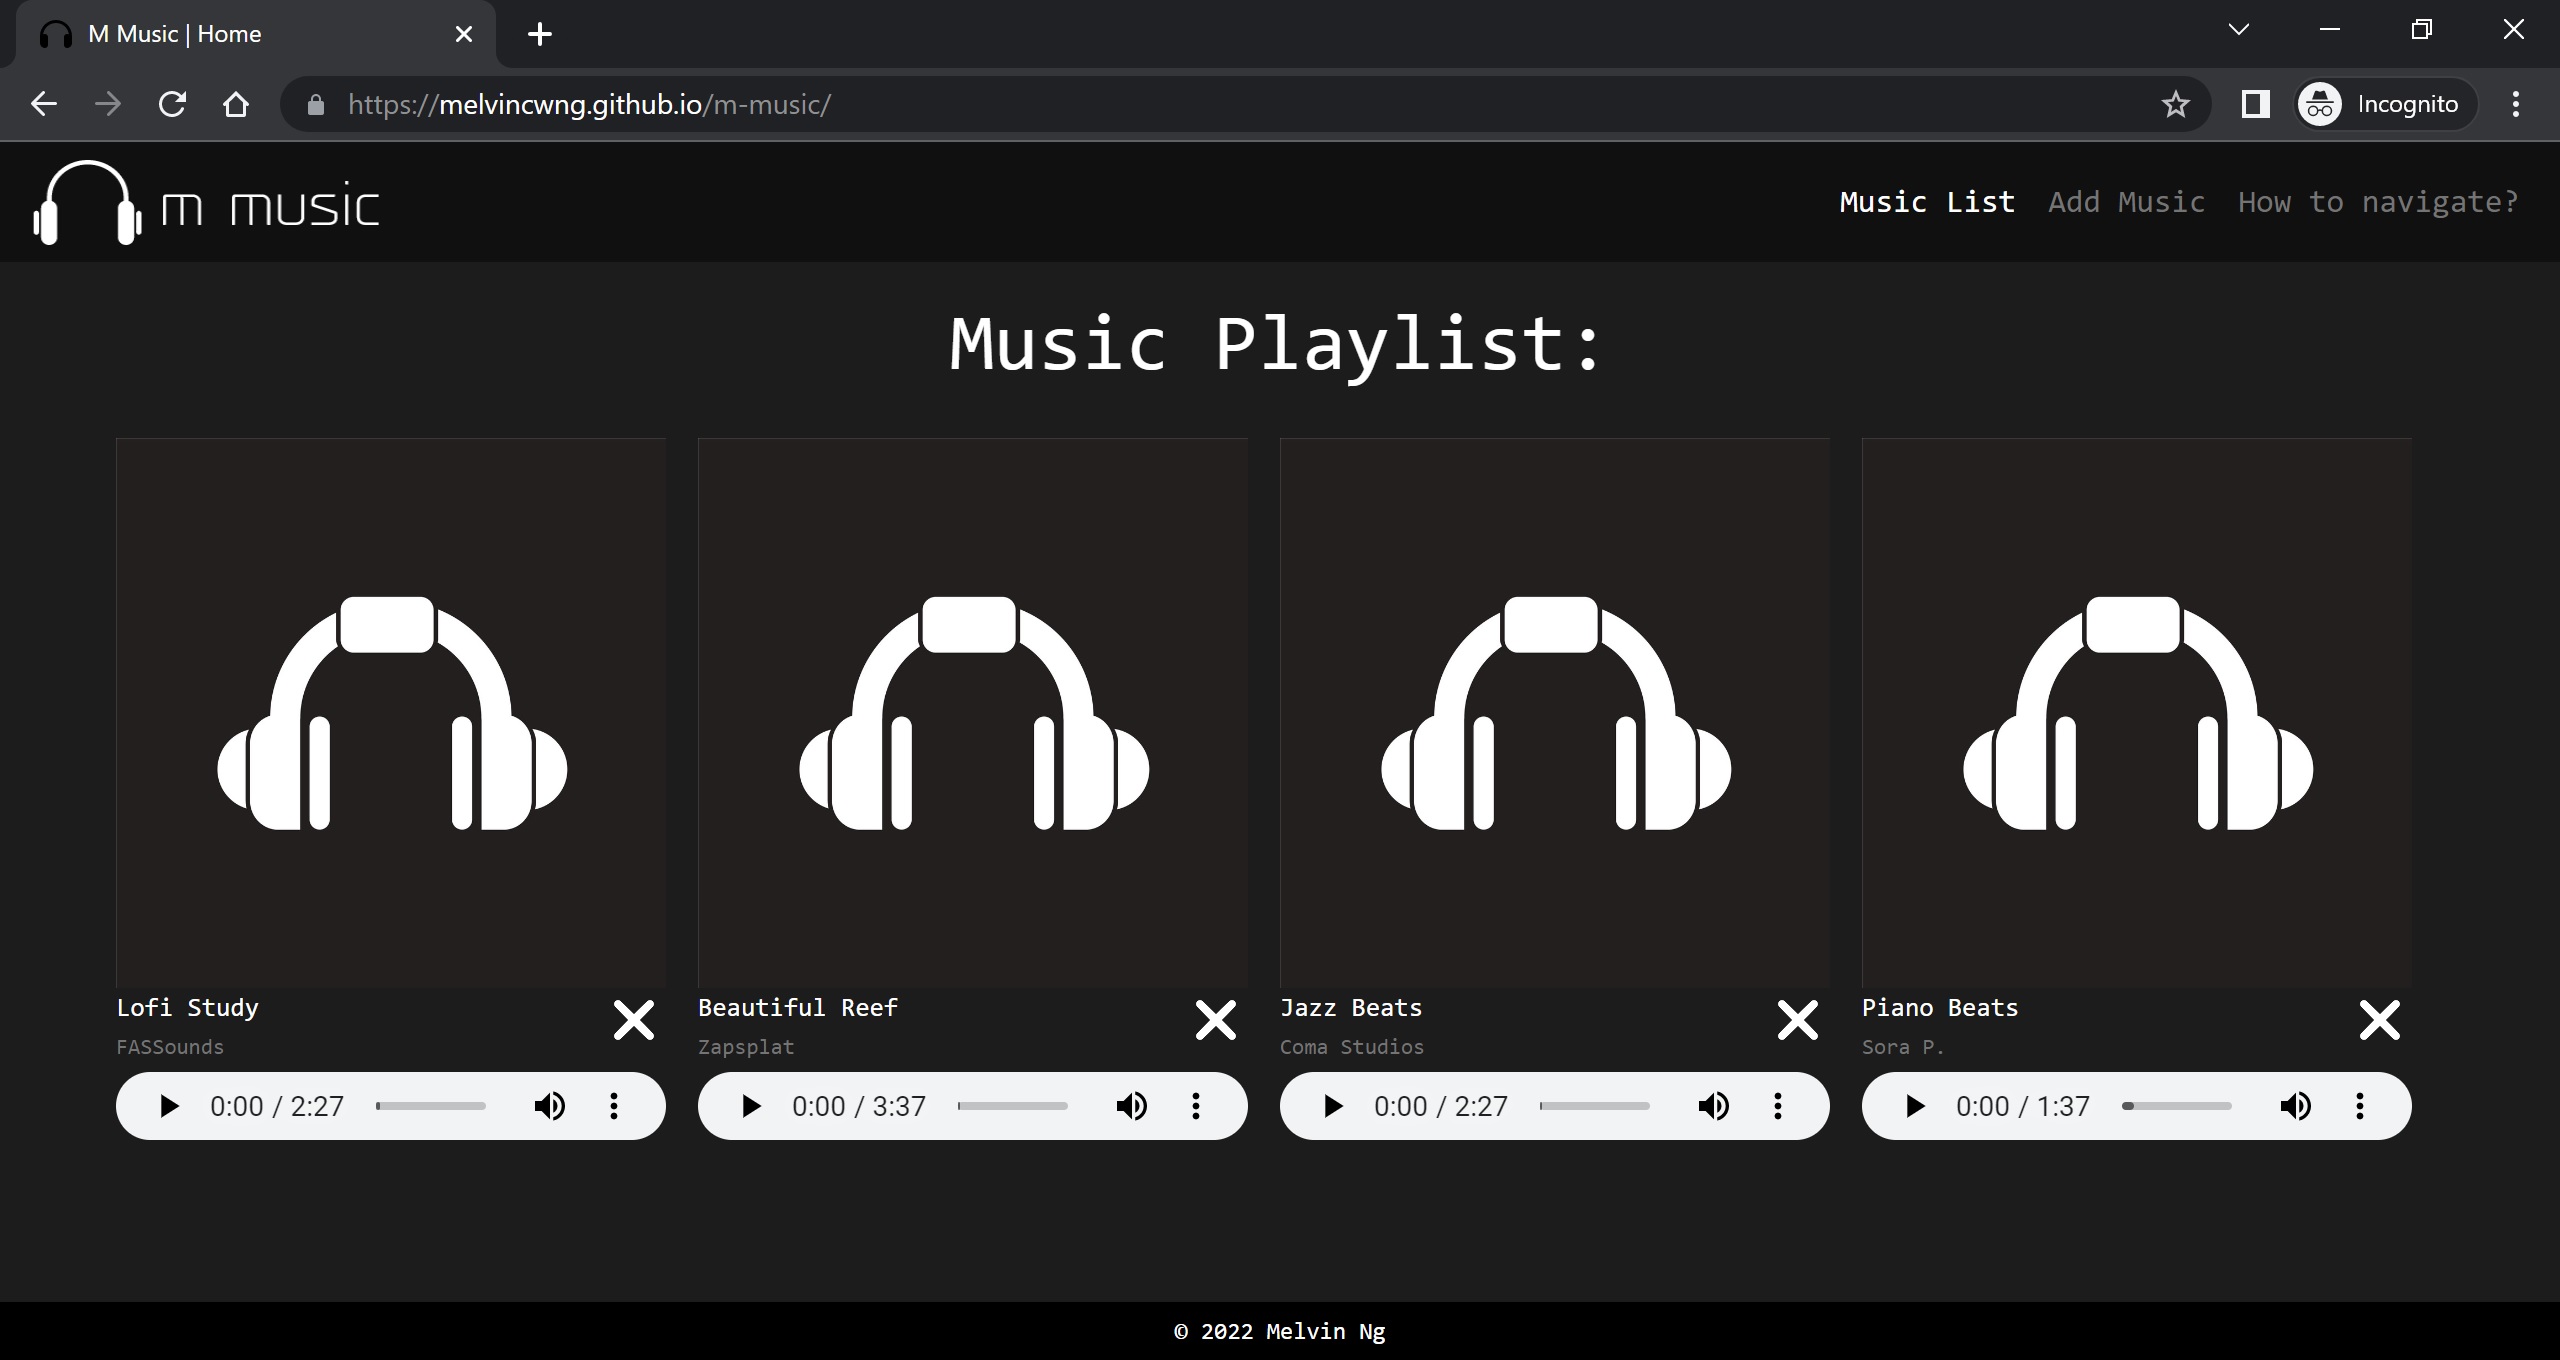 M Music | Home
https://melvincwng.github.io/m-music/
Incognito
m music
Music List Add Music How to navigate?
Music Playlist:
Lofi Study
FASSounds
0:00 / 2:27
Beautiful Reef
Zapsplat
0:00 / 3:37
Jazz Beats
Coma Studios
0:00 / 2:27
Piano Beats
Sora P.
0:00 / 1:37
© 2022 Melvin Ng